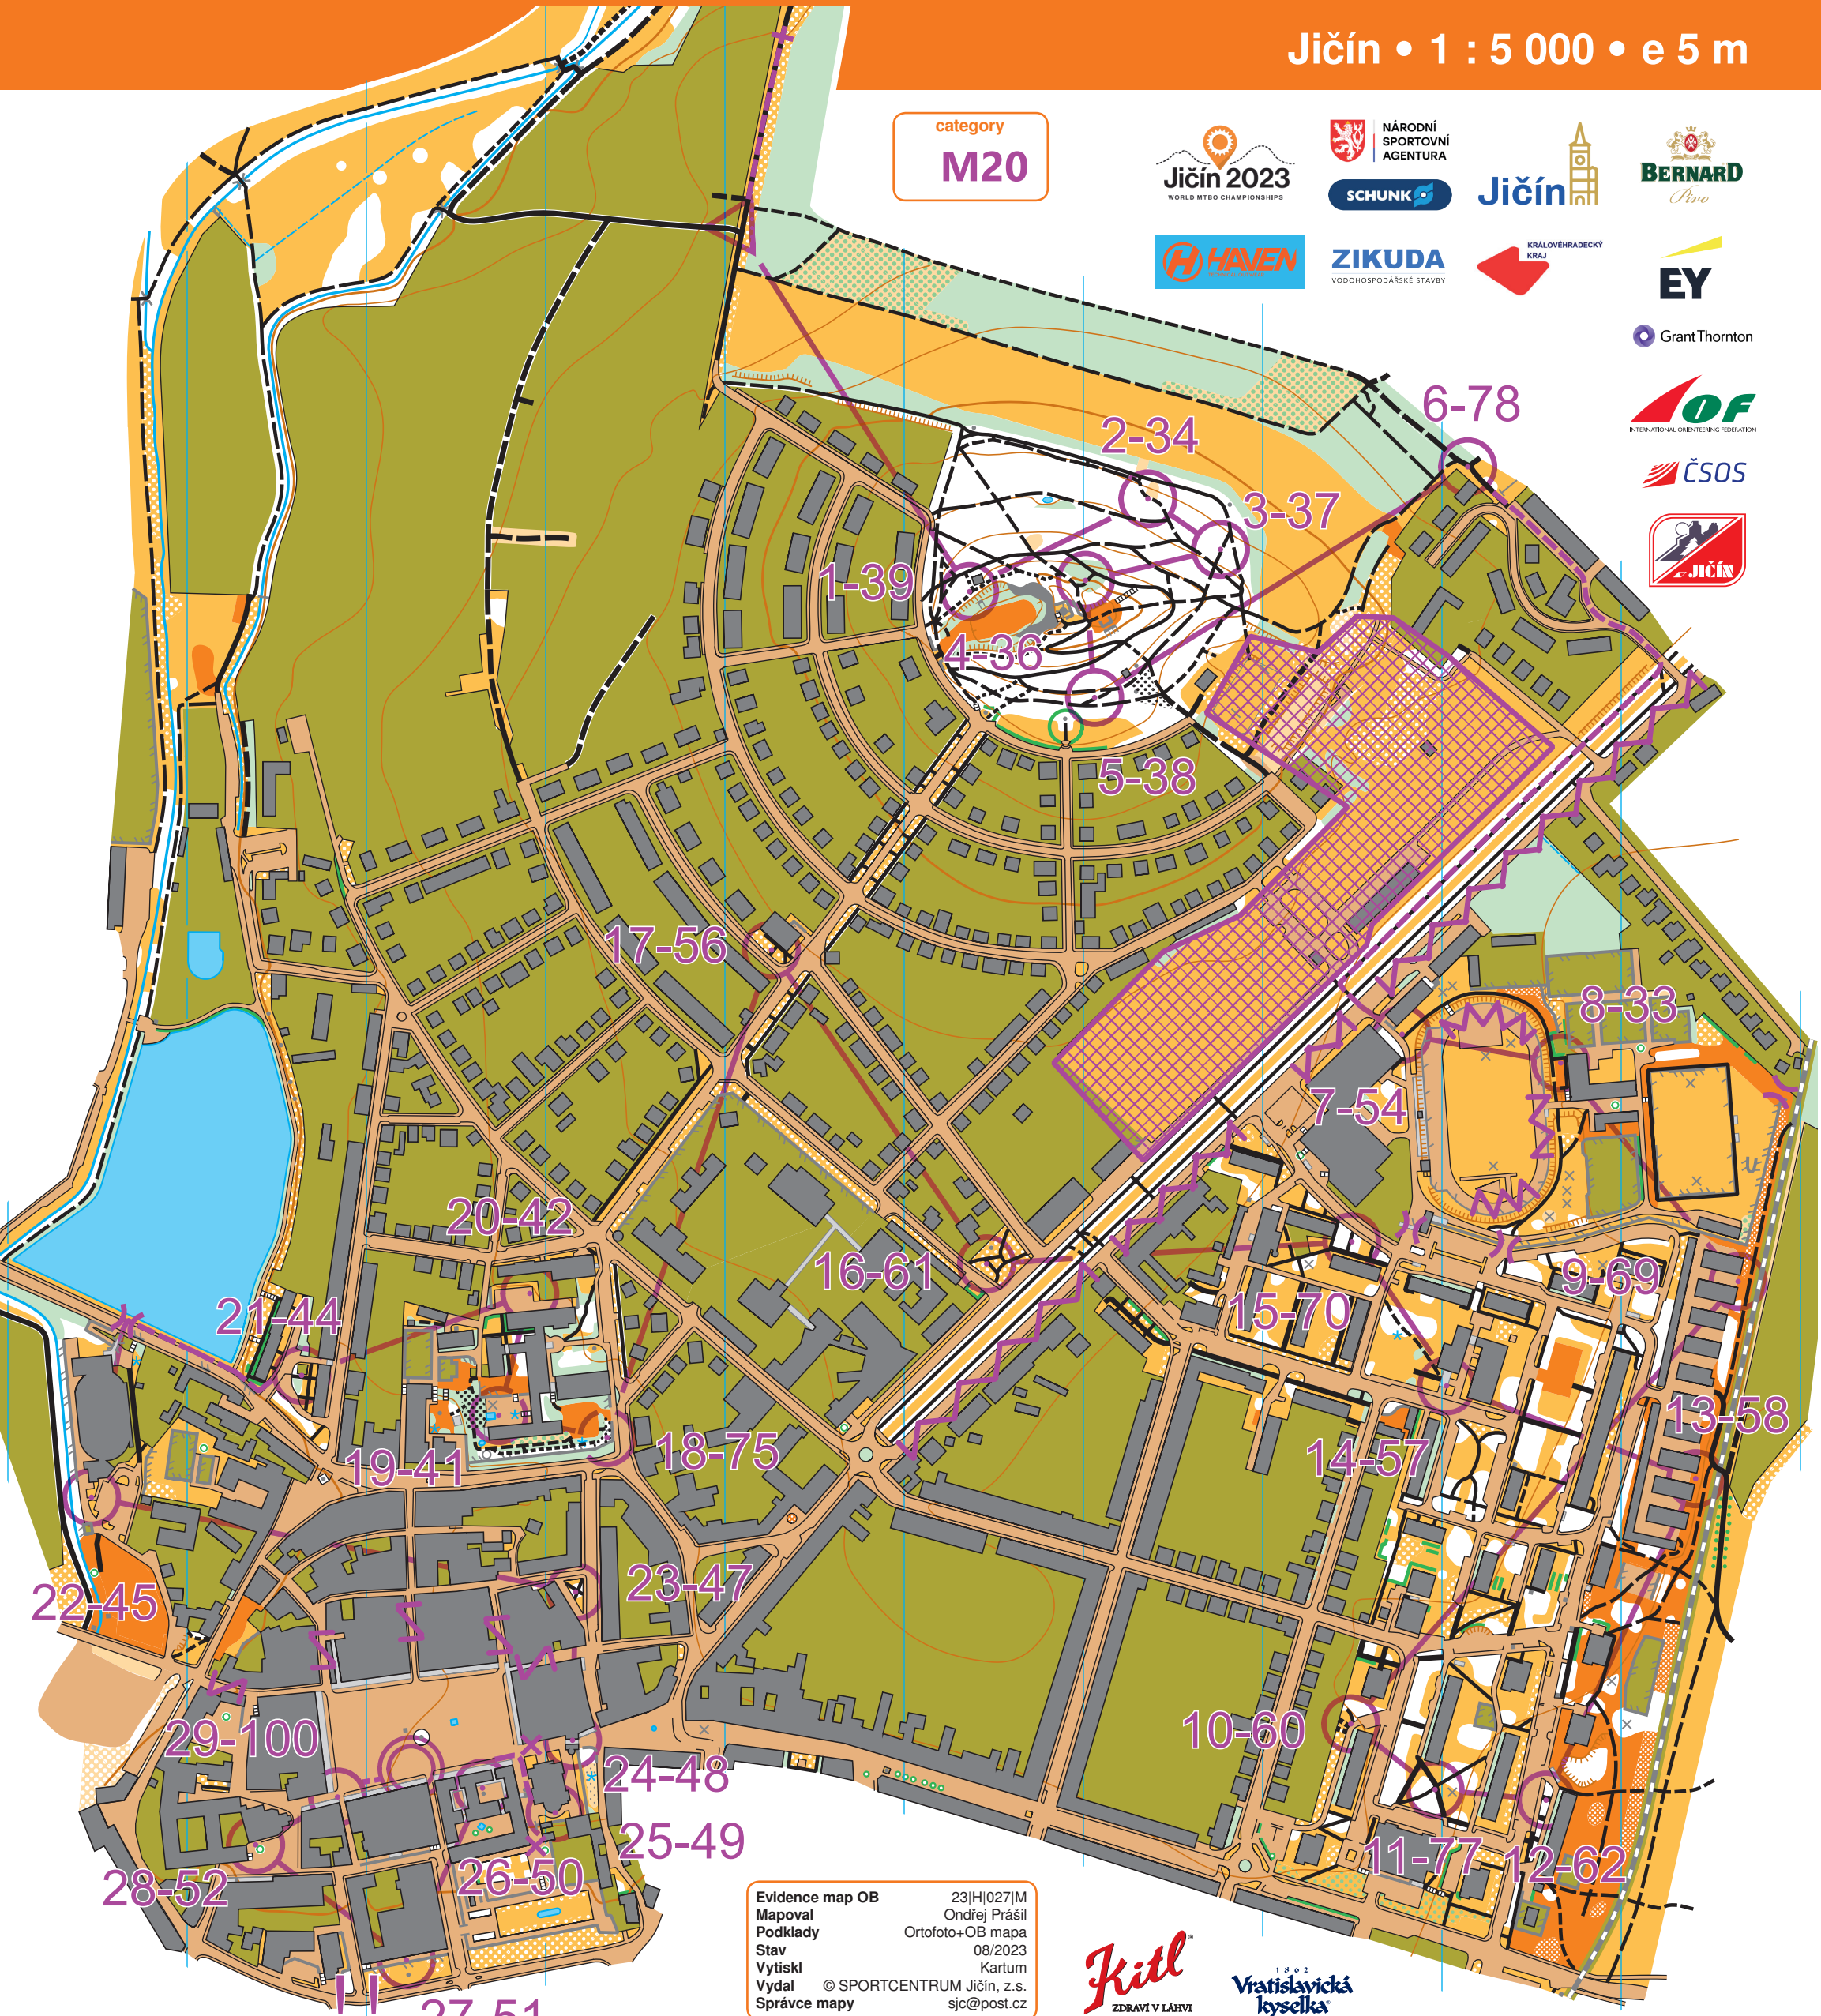 Jičín • 1 : 5 000 • e 5 m
category
M20
Jičín 2023
WORLD MTBO CHAMPIONSHIPS
NÁRODNÍ
SPORTOVNÍ
AGENTURA
SCHUNK
Jičín
BERNARD
Pivo
HAVEN
ZIKUDA
VODOHOSPODÁŘSKÉ STAVBY
KRÁLOVÉHRADECKÝ
KRAJ
EY
Grant Thornton
IOF
INTERNATIONAL ORIENTEERING FEDERATION
ČSOS
JIČÍN
6-78
2-34
3-37
1-39
4-36
5-38
17-56
8-33
7-54
20-42
16-61
9-69
21-44
15-70
13-58
19-41
18-75
14-57
22-45
23-47
29-100
10-60
24-48
25-49
28-52
26-50
11-77
12-62
27-51
Evidence map OB 23|H|027|M
Mapoval Ondřej Prášil
Podklady Ortofoto+OB mapa
Stav 08/2023
Vytiskl Kartum
Vydal © SPORTCENTRUM Jičín, z.s.
Správce mapy sjc@post.cz
Kitl®
ZDRAVÍ V LÁHVI
1862
Vratislavická
kyselka